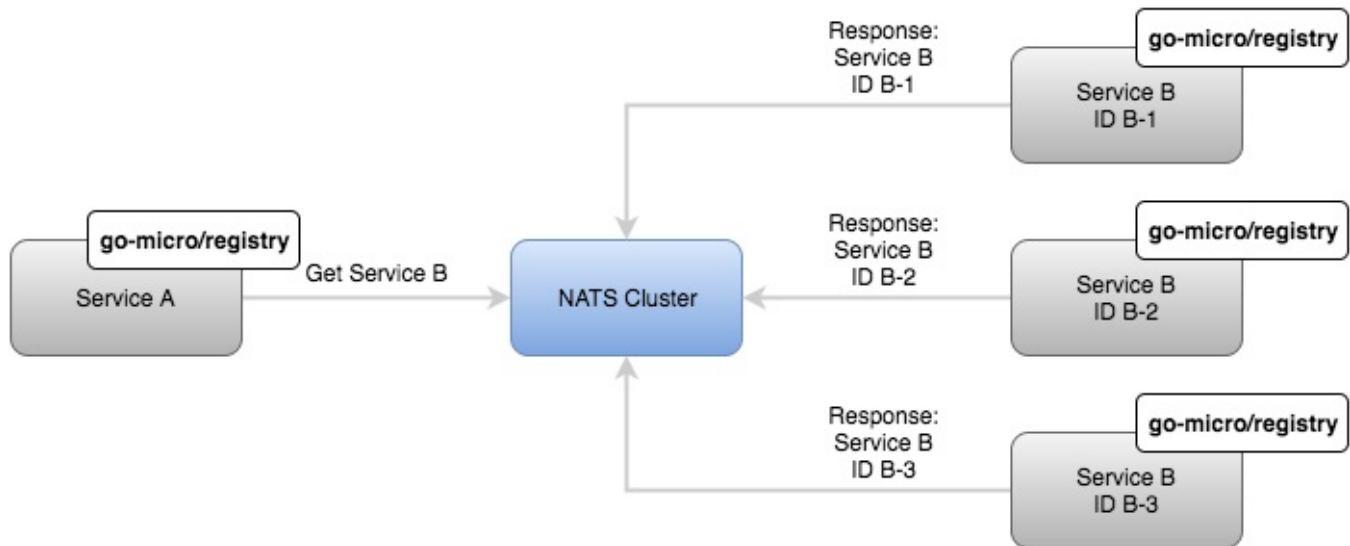 go-micro/registry
Service A
Get Service B
NATS Cluster
Response:
Service B
ID B-1
go-micro/registry
Service B
ID B-1
Response:
Service B
ID B-2
go-micro/registry
Service B
ID B-2
Response:
Service B
ID B-3
go-micro/registry
Service B
ID B-3